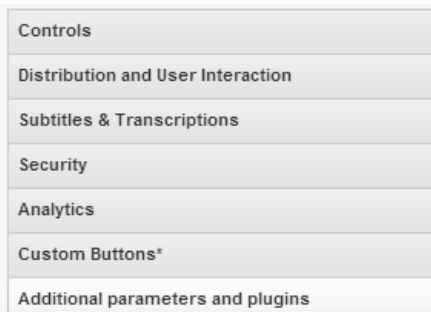 Controls
Distribution and User Interaction
Subtitles & Transcriptions
Security
Analytics
Custom Buttons*
Additional parameters and plugins